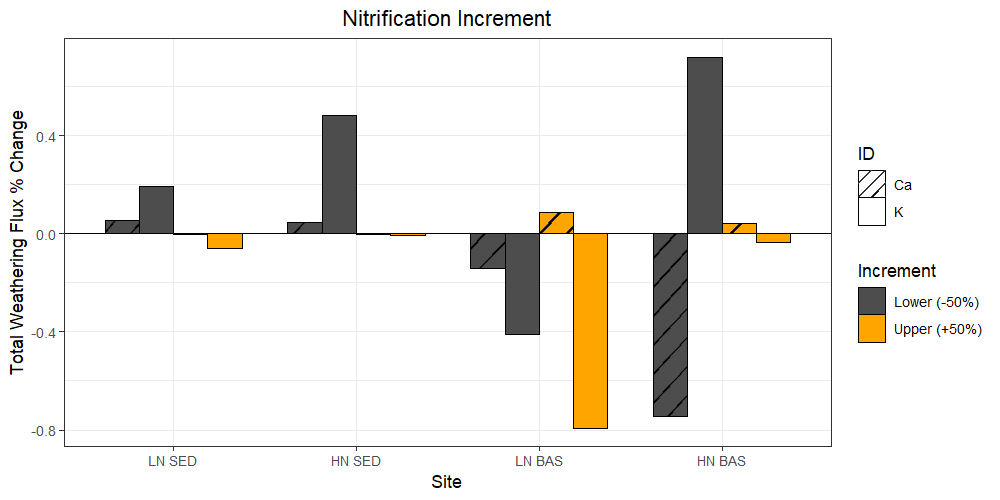 Nitrification Increment
Total Weathering Flux % Change
0.4
0.0
-0.4
-0.8
LN SED
HN SED
LN BAS
HN BAS
Site
ID
Ca
K
Increment
Lower (-50%)
Upper (+50%)